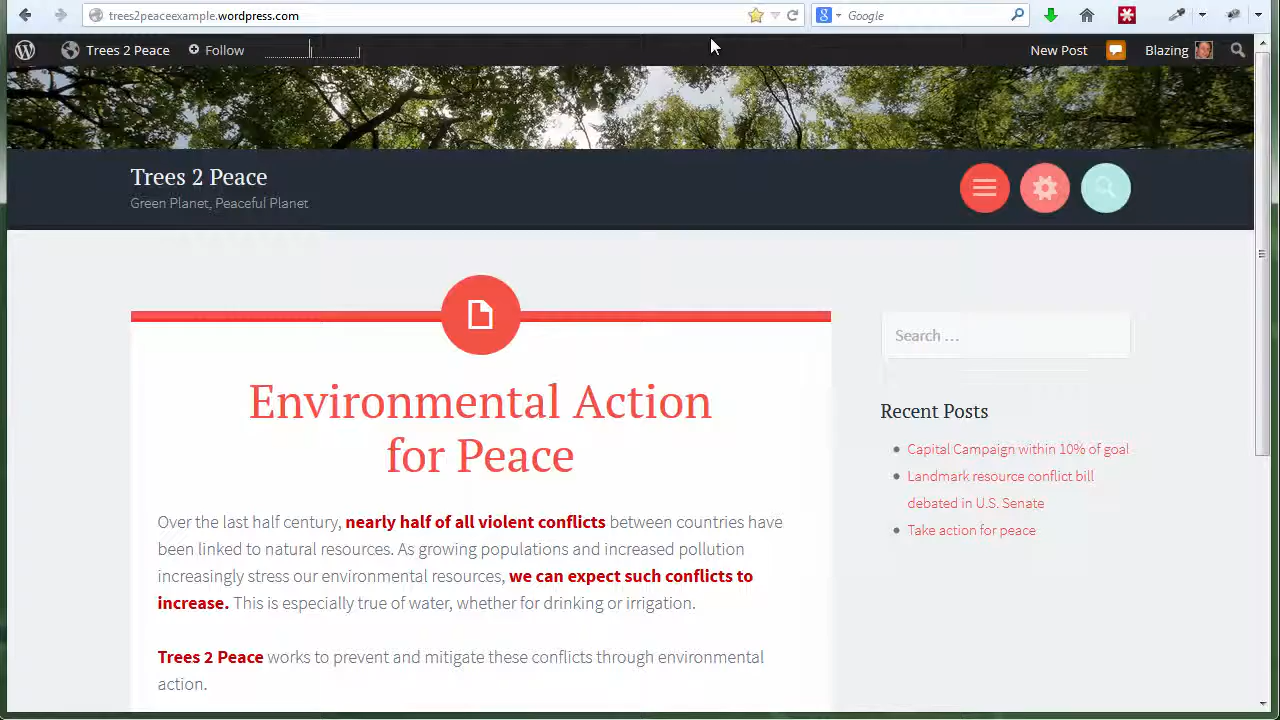 trees2peaceexample.wordpress.com
Google
Trees 2 Peace
Follow
New Post
Blazing
Trees 2 Peace
Green Planet, Peaceful Planet
Environmental Action
for Peace
Over the last half century, nearly half of all violent conflicts between countries have
been linked to natural resources. As growing populations and increased pollution
increasingly stress our environmental resources, we can expect such conflicts to
increase. This is especially true of water, whether for drinking or irrigation.
Trees 2 Peace works to prevent and mitigate these conflicts through environmental
action.
Search ...
Recent Posts
Capital Campaign within 10% of goal
Landmark resource conflict bill
debated in U.S. Senate
Take action for peace